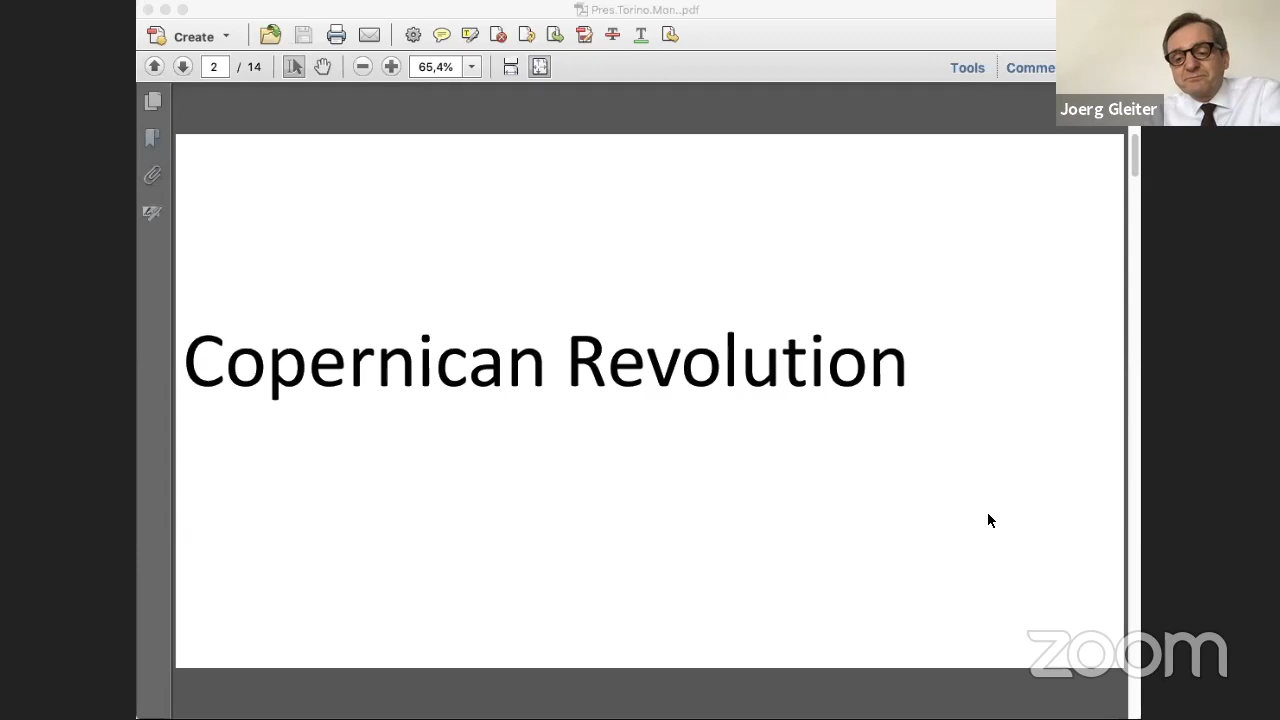 Pres.Torino.Mon..pdf
Create
2 / 14
65,4%
Tools
Comme
Joerg Gleiter
Copernican Revolution
zoom